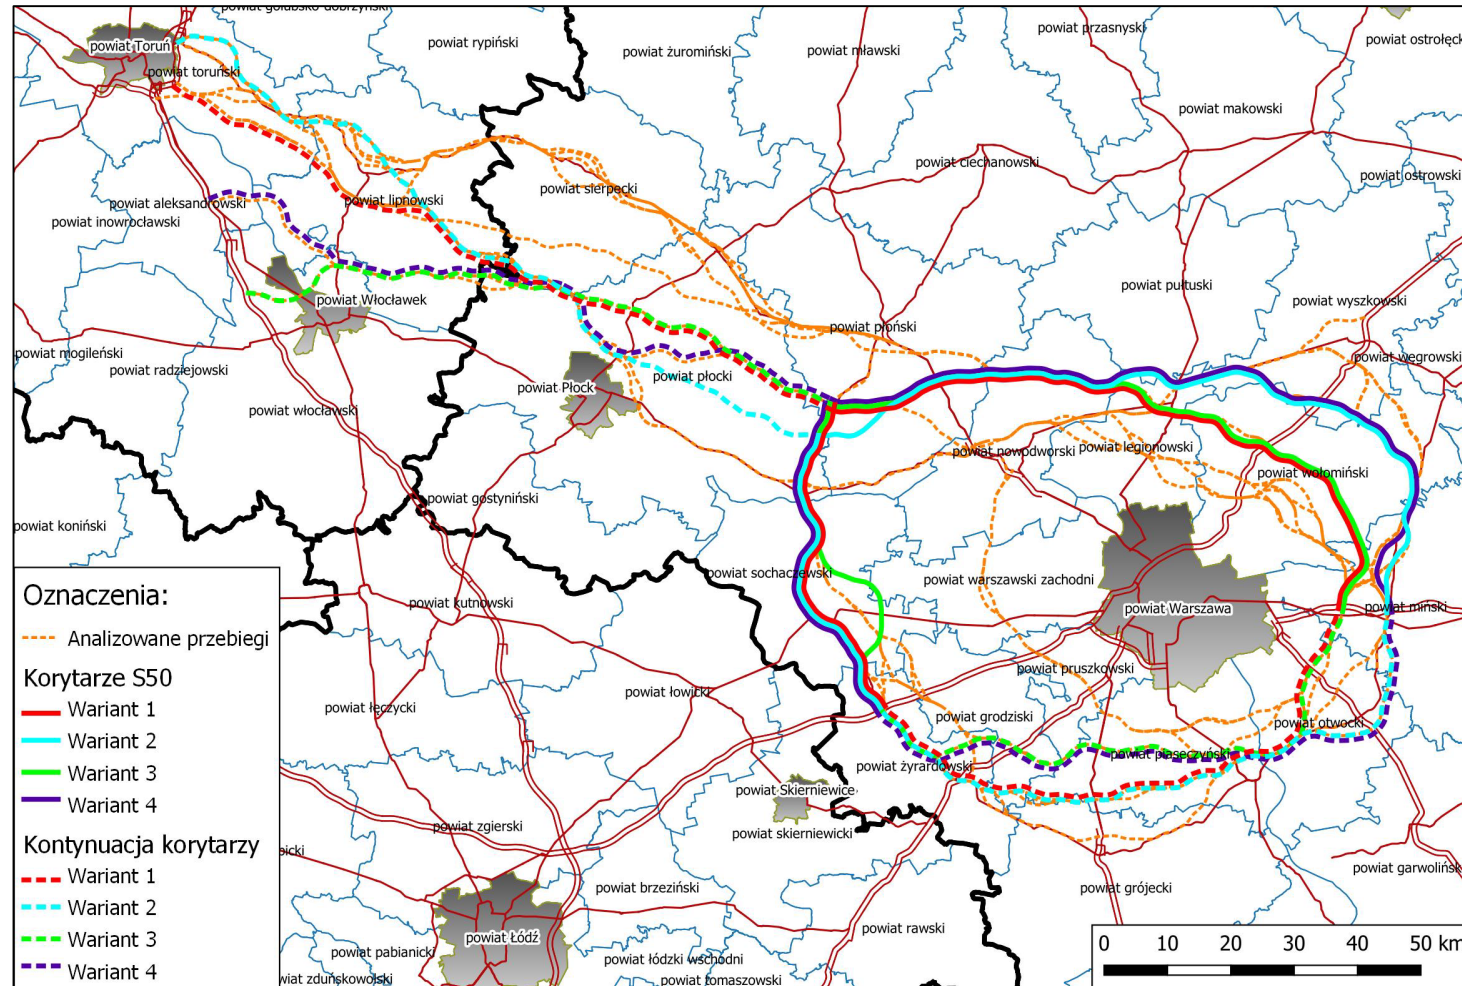 powiat golubsko-dobrzyński
powiat Toruń
powiat rypiński
powiat żuromiński
powiat mławski
powiat przasnyski
powiat toruński
powiat makowski
powiat ciechanowski
powiat ostrowski
powiat sierpecki
powiat aleksandrowski
powiat lipnowski
powiat inowrocławski
powiat pułtuski
powiat Włocławek
powiat wyszkowski
powiat płoński
powiat mogileński
powiat radziejowski
powiat węgrowski
powiat Płock
powiat płocki
powiat włocławski
powiat nowodworski
powiat legionowski
powiat wołomiński
powiat gostyniński
powiat koniński
powiat sochaczewski
powiat warszawski zachodni
powiat kutnowski
powiat Warszawa
powiat miński
powiat pruszkowski
powiat łowicki
powiat łęczycki
powiat grodziski
powiat otwocki
powiat piaseczyński
powiat żyrardowski
powiat Skierniewice
powiat zgierski
powiat skierniewicki
powiat brzeziński
powiat grójecki
powiat rawski
powiat Łódź
powiat pabianicki
powiat łódzki wschodni
powiat tomaszowski
Oznaczenia:
Analizowane przebiegi
Korytarze S50
Wariant 1
Wariant 2
Wariant 3
Wariant 4
Kontynuacja korytarzy
Wariant 1
Wariant 2
Wariant 3
Wariant 4
0 10 20 30 40 50 km